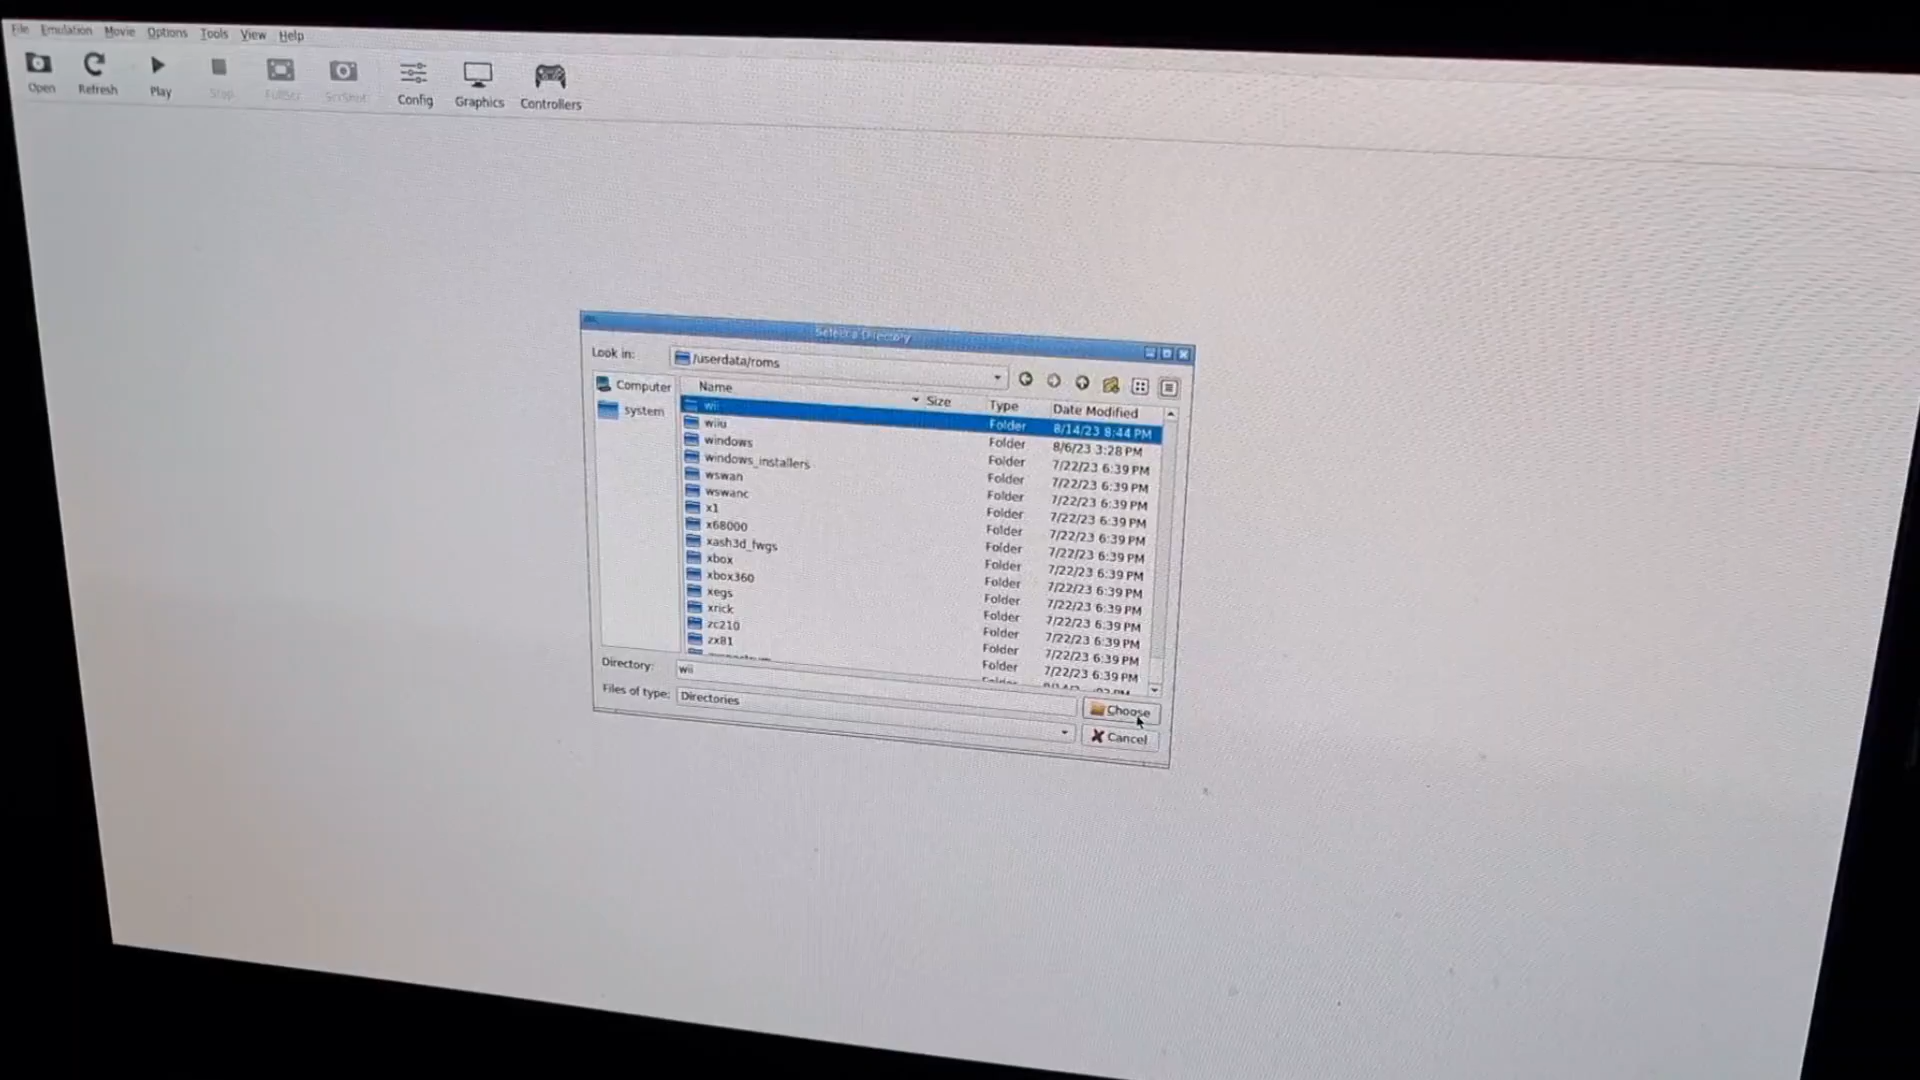 File Emulation Movie Options Tools View Help
Open Refresh Play Stop FullScr ScrShot Config Graphics Controllers
Select a Directory
Look in: /userdata/roms
Computer
system
Name Size Type Date Modified
wii Folder 8/14/23 8:44 PM
wiiu Folder 8/6/23 3:28 PM
windows Folder 7/22/23 6:39 PM
windows_installers Folder 7/22/23 6:39 PM
wswan Folder 7/22/23 6:39 PM
wswanc Folder 7/22/23 6:39 PM
x1 Folder 7/22/23 6:39 PM
x68000 Folder 7/22/23 6:39 PM
xash3d_fwgs Folder 7/22/23 6:39 PM
xbox Folder 7/22/23 6:39 PM
xbox360 Folder 7/22/23 6:39 PM
xegs Folder 7/22/23 6:39 PM
xrick Folder 7/22/23 6:39 PM
zc210 Folder 7/22/23 6:39 PM
zx81 Folder 7/22/23 6:39 PM
Directory: wii
Choose
Files of type: Directories
Cancel